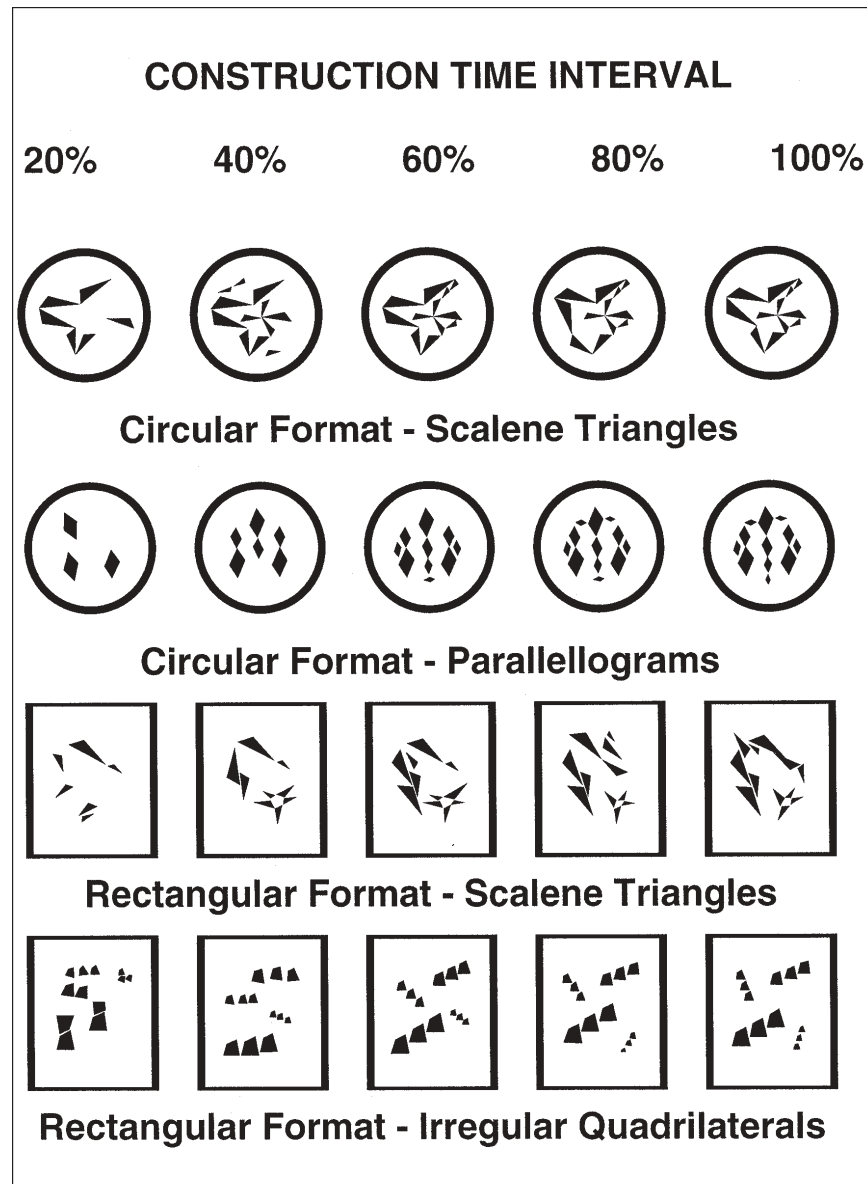 CONSTRUCTION TIME INTERVAL
20% 40% 60% 80% 100%
Circular Format - Scalene Triangles
Circular Format - Parallellograms
Rectangular Format - Scalene Triangles
Rectangular Format - Irregular Quadrilaterals